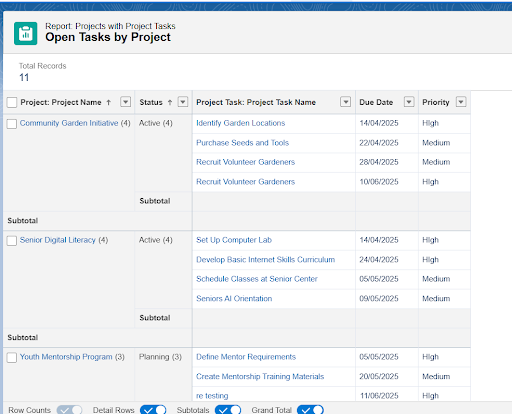 Report: Projects with Project Tasks
Open Tasks by Project
Total Records
11
Project: Project Name ↑ Status ↑ Project Task: Project Task Name Due Date Priority
Community Garden Initiative (4) Active (4) Identify Garden Locations 14/04/2025 HIgh
Purchase Seeds and Tools 22/04/2025 Medium
Recruit Volunteer Gardeners 28/04/2025 Medium
Recruit Volunteer Gardeners 10/06/2025 HIgh
Subtotal
Subtotal
Senior Digital Literacy (4) Active (4) Set Up Computer Lab 14/04/2025 HIgh
Develop Basic Internet Skills Curriculum 24/04/2025 HIgh
Schedule Classes at Senior Center 05/05/2025 Medium
Seniors AI Orientation 09/05/2025 Medium
Subtotal
Subtotal
Youth Mentorship Program (3) Planning (3) Define Mentor Requirements 05/05/2025 HIgh
Create Mentorship Training Materials 20/05/2025 Medium
re testing 11/06/2025 HIgh
Row Counts Detail Rows Subtotals Grand Total